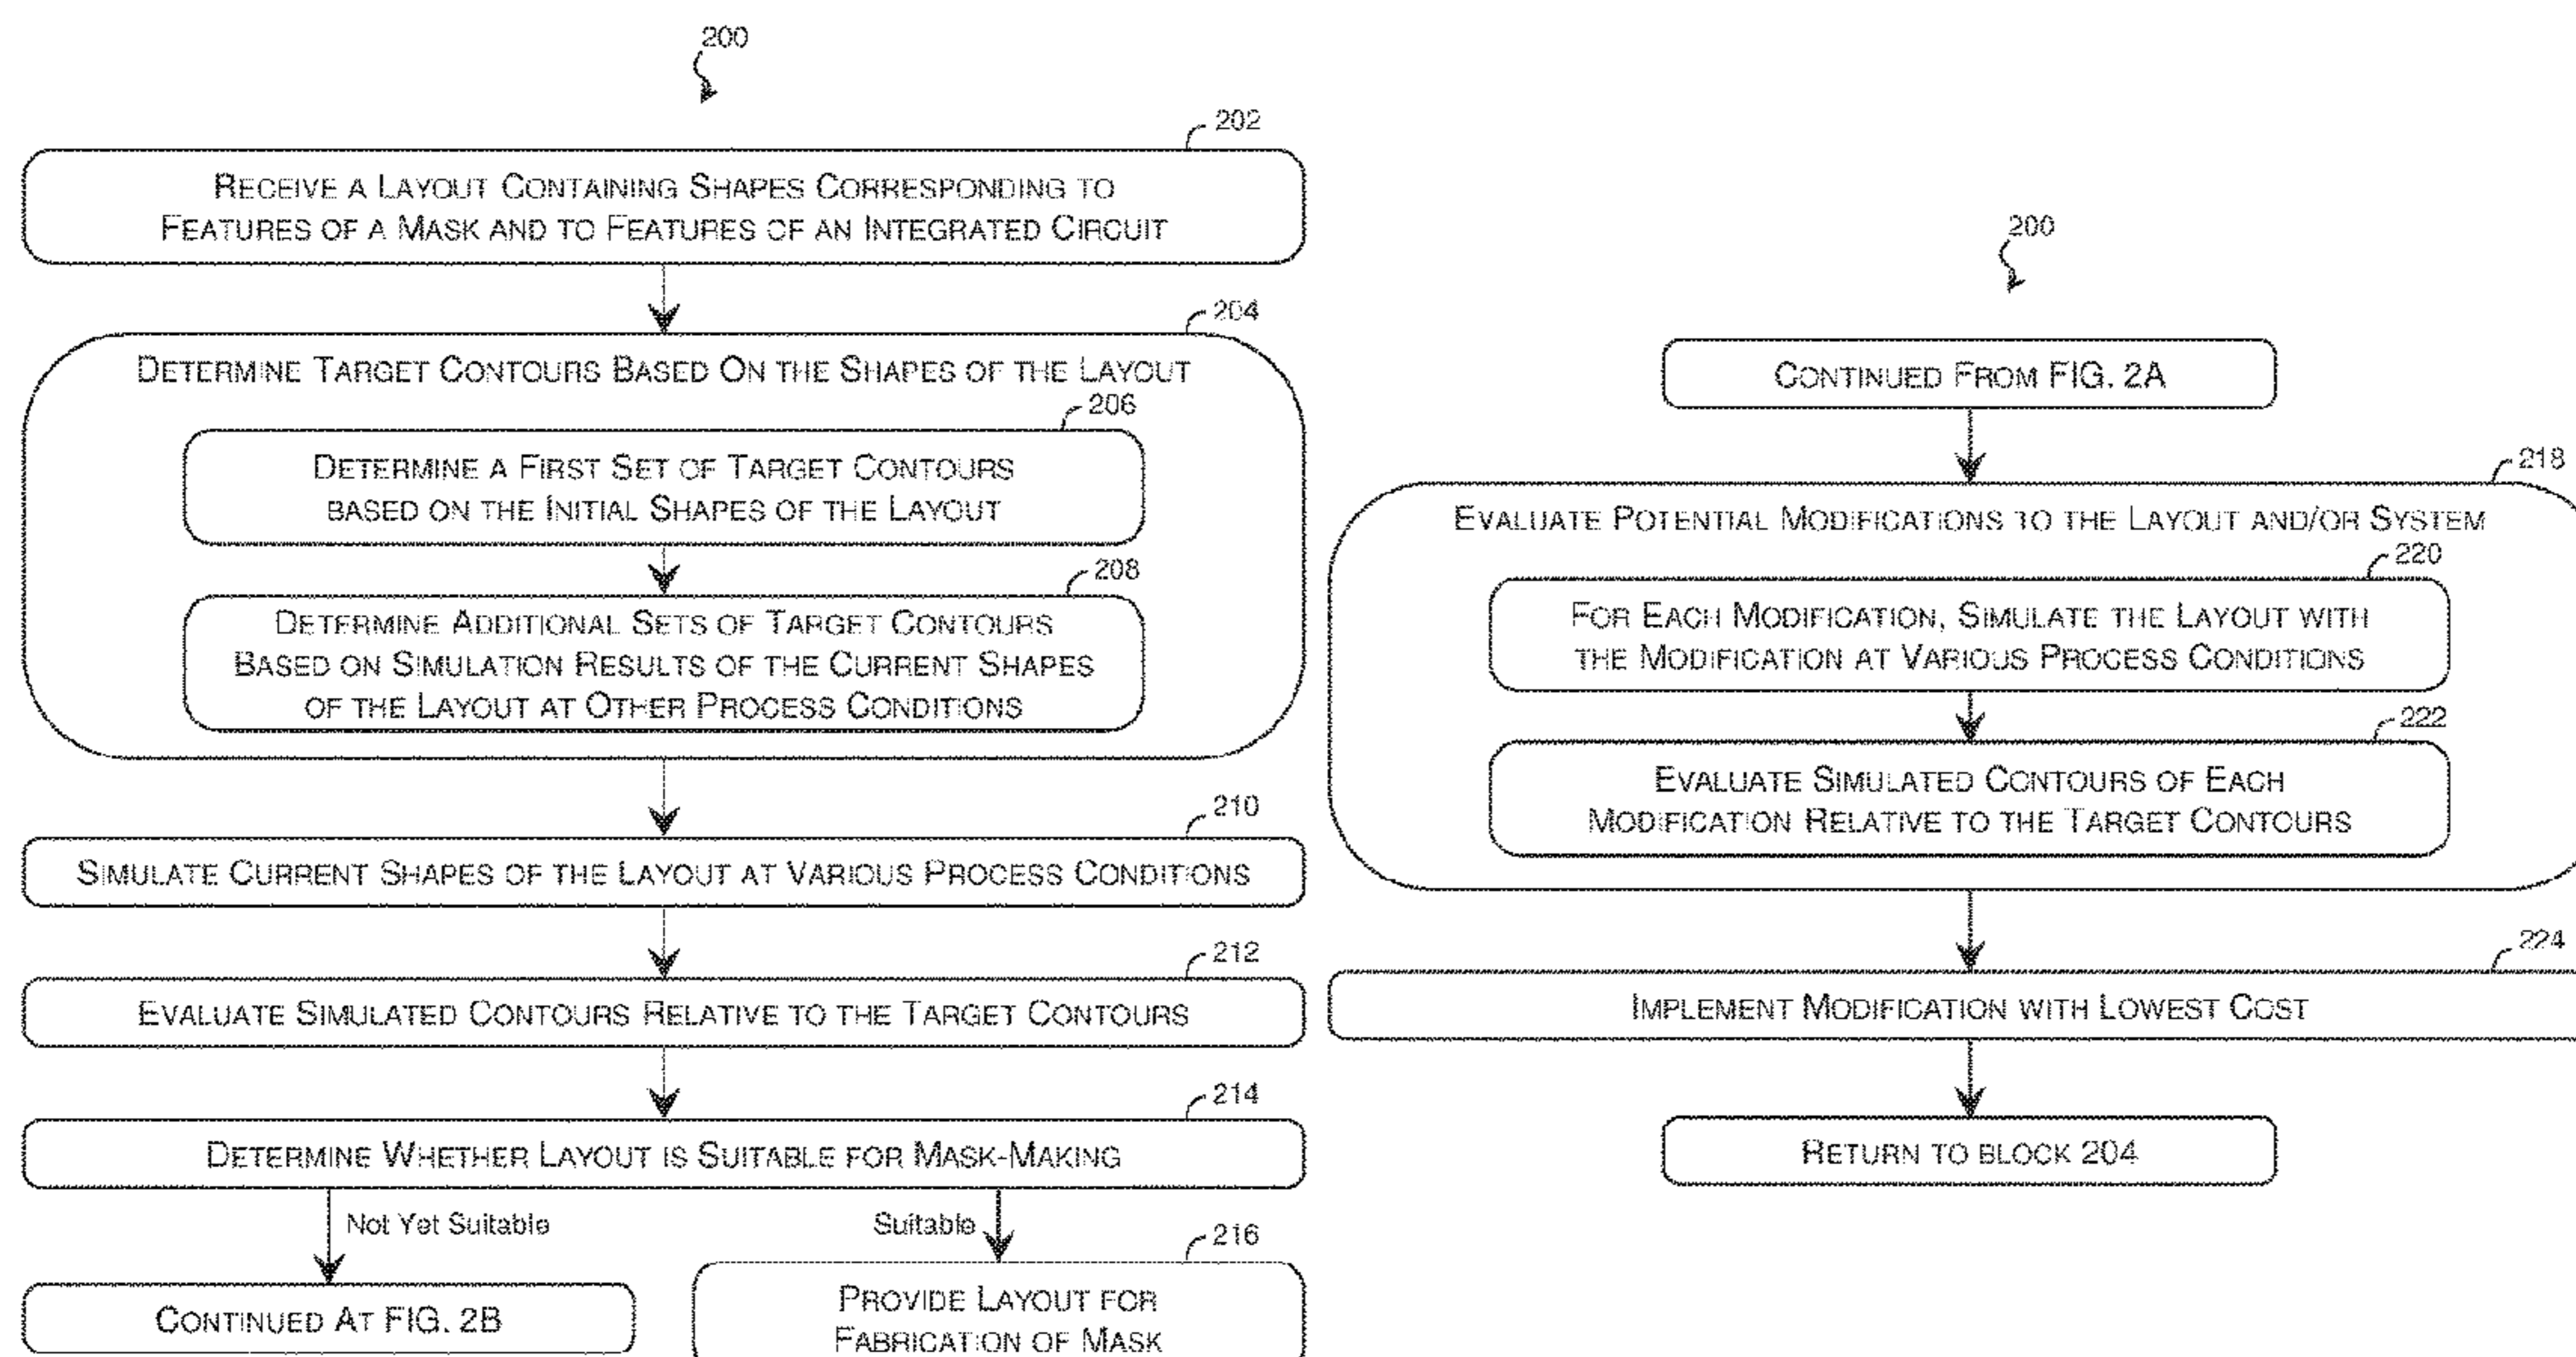 200
202
RECEIVE A LAYOUT CONTAINING SHAPES CORRESPONDING TO
FEATURES OF A MASK AND TO FEATURES OF AN INTEGRATED CIRCUIT
204
DETERMINE TARGET CONTOURS BASED ON THE SHAPES OF THE LAYOUT
206
DETERMINE A FIRST SET OF TARGET CONTOURS
BASED ON THE INITIAL SHAPES OF THE LAYOUT
208
DETERMINE ADDITIONAL SETS OF TARGET CONTOURS
BASED ON SIMULATION RESULTS OF THE CURRENT SHAPES
OF THE LAYOUT AT OTHER PROCESS CONDITIONS
210
SIMULATE CURRENT SHAPES OF THE LAYOUT AT VARIOUS PROCESS CONDITIONS
212
EVALUATE SIMULATED CONTOURS RELATIVE TO THE TARGET CONTOURS
214
DETERMINE WHETHER LAYOUT IS SUITABLE FOR MASK-MAKING
Not Yet Suitable
Suitable
216
CONTINUED AT FIG. 2B
PROVIDE LAYOUT FOR
FABRICATION OF MASK
200
CONTINUED FROM FIG. 2A
218
EVALUATE POTENTIAL MODIFICATIONS TO THE LAYOUT AND/OR SYSTEM
220
FOR EACH MODIFICATION, SIMULATE THE LAYOUT WITH
THE MODIFICATION AT VARIOUS PROCESS CONDITIONS
222
EVALUATE SIMULATED CONTOURS OF EACH
MODIFICATION RELATIVE TO THE TARGET CONTOURS
224
IMPLEMENT MODIFICATION WITH LOWEST COST
RETURN TO BLOCK 204